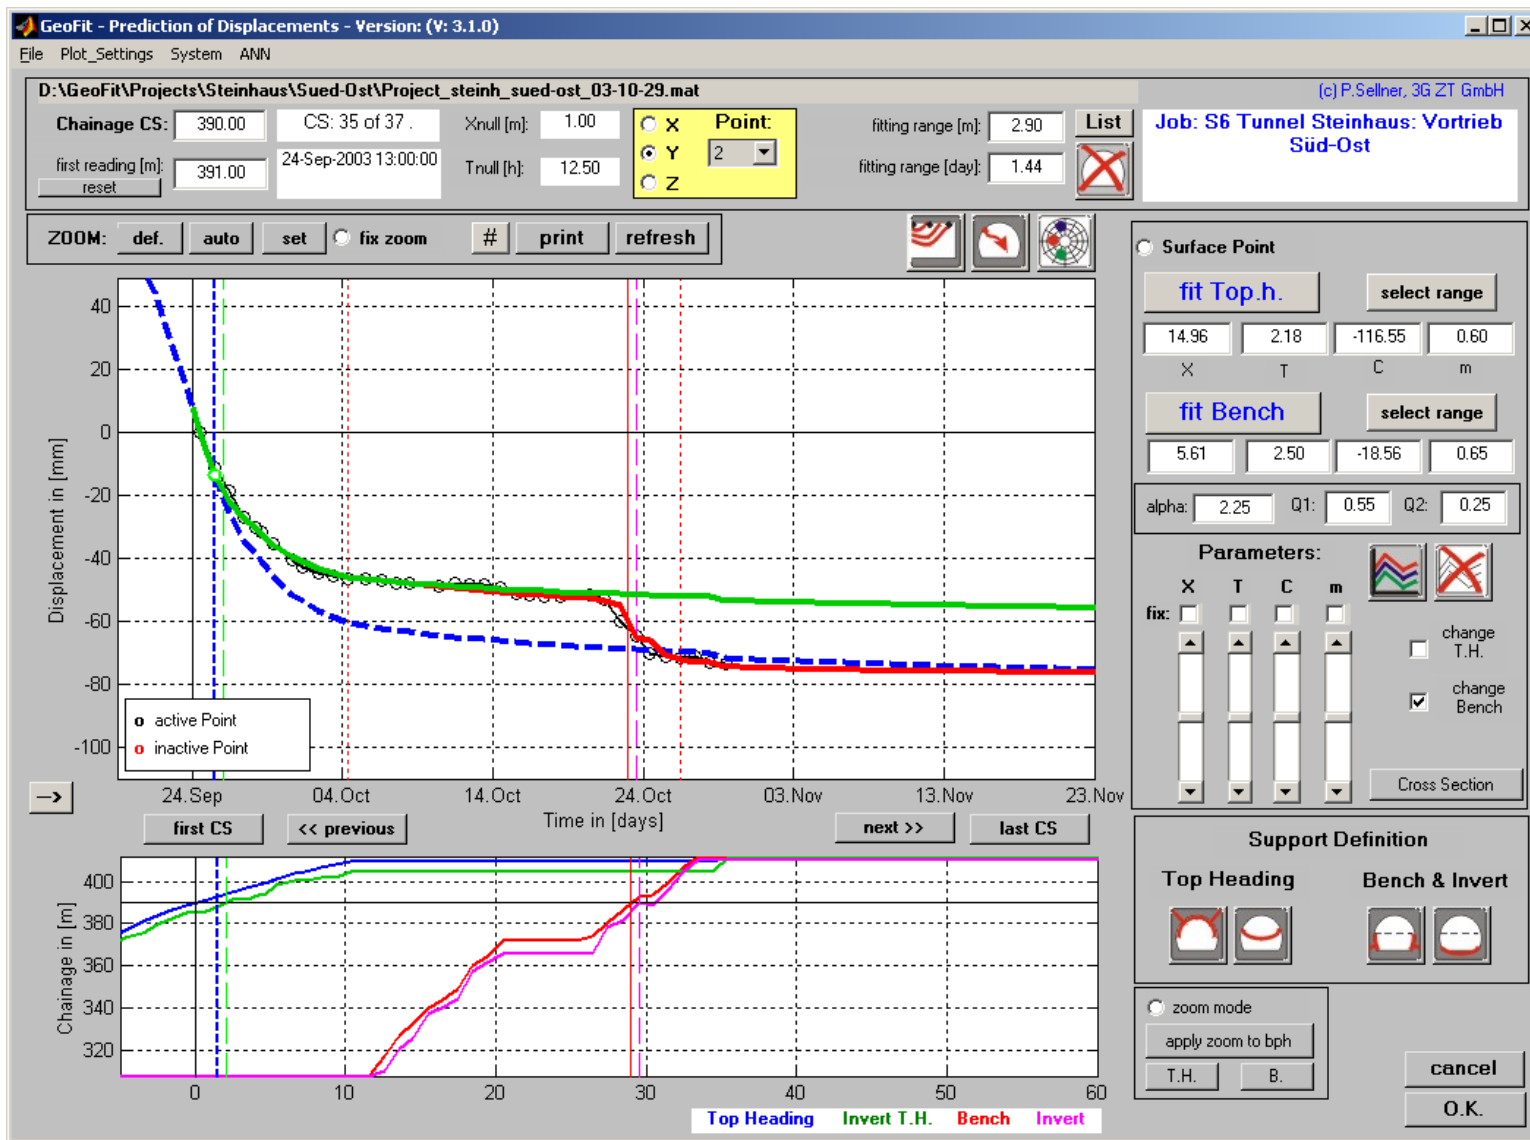 GeoFit - Prediction of Displacements - Version: (V: 3.1.0)
File Plot_Settings System ANN
D:\GeoFit\Projects\Steinhaus\Sued-Ost\Project_steinh_sued-ost_03-10-29.mat
(c) P.Sellner, 3G ZT GmbH
Chainage CS: 390.00 CS: 35 of 37 . Xnull [m]: 1.00 X Point: fitting range [m]: 2.90 List
Job: S6 Tunnel Steinhaus: Vortrieb
Süd-Ost
first reading [m]: 391.00 24-Sep-2003 13:00:00 Tnull [h]: 12.50 Y 2 fitting range [day]: 1.44
reset
Z
ZOOM: def. auto set fix zoom # print refresh
Surface Point
fit Top.h. select range
14.96 2.18 -116.55 0.60
X T C m
fit Bench select range
5.61 2.50 -18.56 0.65
alpha: 2.25 Q1: 0.55 Q2: 0.25
Parameters:
X T C m
fix:
change
T.H.
change
Bench
Cross Section
Displacement in [mm]
40
20
0
-20
-40
-60
-80
-100
active Point
inactive Point
-->
24.Sep 04.Oct 14.Oct 24.Oct 03.Nov 13.Nov 23.Nov
Time in [days]
first CS << previous next >> last CS
Support Definition
Top Heading Bench & Invert
Chainage in [m]
400
380
360
340
320
0 10 20 30 40 50 60
Top Heading Invert T.H. Bench Invert
zoom mode
apply zoom to bph
T.H. B.
cancel
O.K.